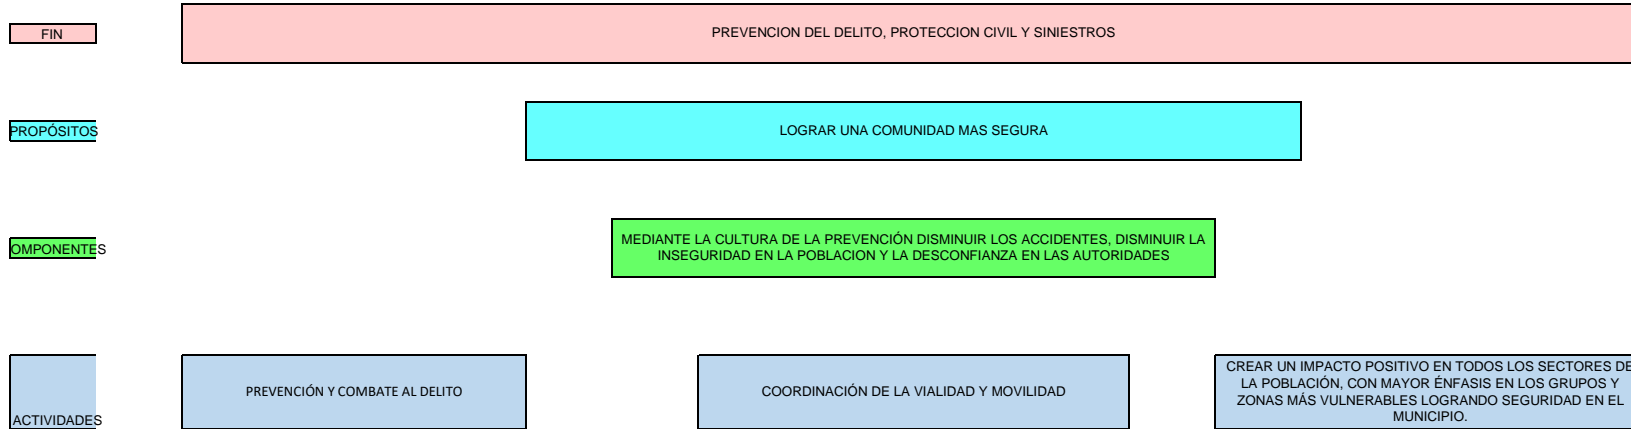 FIN
PREVENCION DEL DELITO, PROTECCION CIVIL Y SINIESTROS
PROPÓSITOS
LOGRAR UNA COMUNIDAD MAS SEGURA
OMPONENTES
MEDIANTE LA CULTURA DE LA PREVENCIÓN DISMINUIR LOS ACCIDENTES, DISMINUIR LA
INSEGURIDAD EN LA POBLACION Y LA DESCONFIANZA EN LAS AUTORIDADES
ACTIVIDADES
PREVENCIÓN Y COMBATE AL DELITO
COORDINACIÓN DE LA VIALIDAD Y MOVILIDAD
CREAR UN IMPACTO POSITIVO EN TODOS LOS SECTORES DE
LA POBLACIÓN, CON MAYOR ÉNFASIS EN LOS GRUPOS Y
ZONAS MÁS VULNERABLES LOGRANDO SEGURIDAD EN EL
MUNICIPIO.